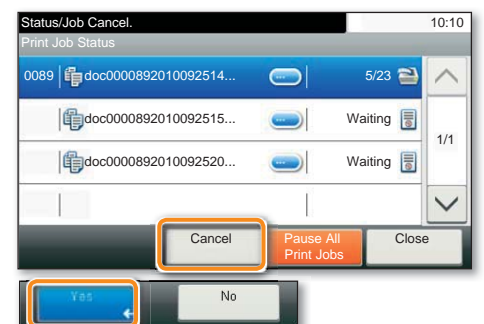 Status/Job Cancel. 10:10
Print Job Status
0089 doc0000892010092514... 5/23
doc0000892010092515... Waiting
1/1
doc0000892010092520... Waiting
Cancel Pause All Print Jobs Close
Yes No